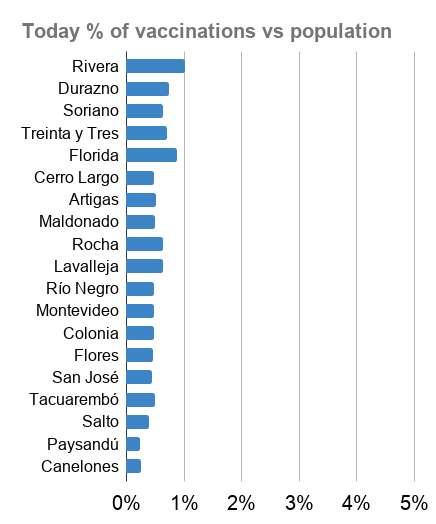 Today % of vaccinations vs population
Rivera
Durazno
Soriano
Treinta y Tres
Florida
Cerro Largo
Artigas
Maldonado
Rocha
Lavalleja
Río Negro
Montevideo
Colonia
Flores
San José
Tacuarembó
Salto
Paysandú
Canelones
0% 1% 2% 3% 4% 5%